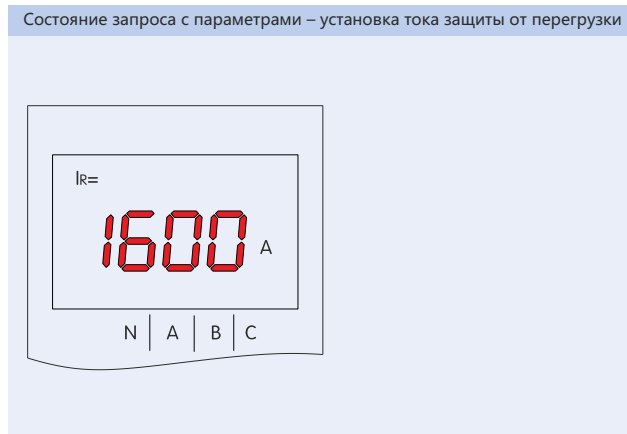 Состояние запроса с параметрами – установка тока защиты от перегрузки
IR=
1600 A
N A B C